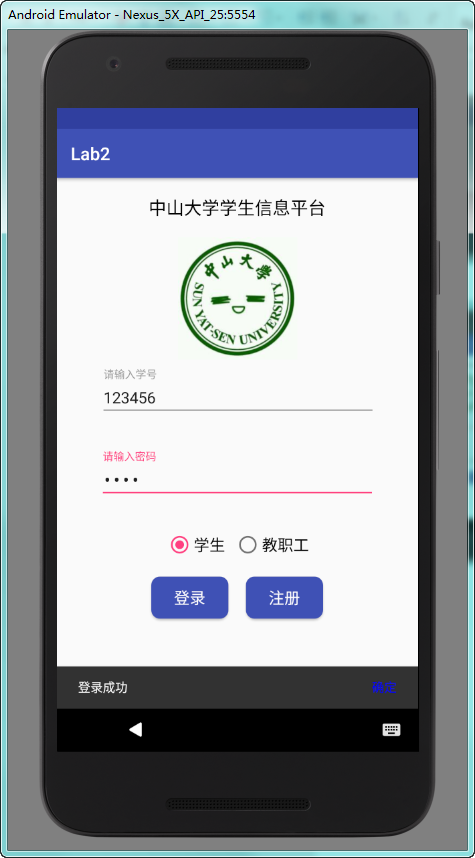 Android Emulator - Nexus_5X_API_25:5554
Lab2
中山大学学生信息平台
中山大学
SUN YAT-SEN UNIVERSITY
请输入学号
123456
请输入密码
••••
学生 教职工
登录 注册
登录成功 确定